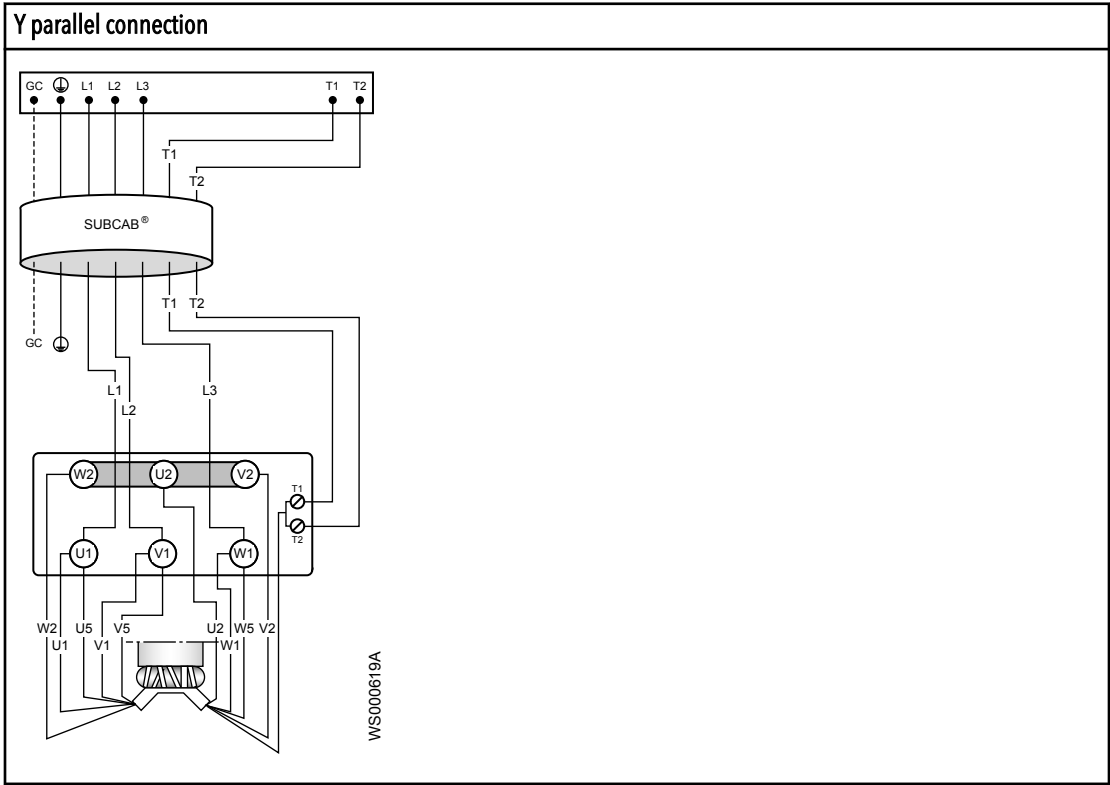 Y parallel connection
GC L1 L2 L3 T1 T2
T1
T2
SUBCAB®
T1 T2
GC
L1 L3
L2
W2 U2 V2
T1
T2
U1 V1 W1
W2 U5 V5 U2 W5 V2
U1 V1 W1
WS000619A